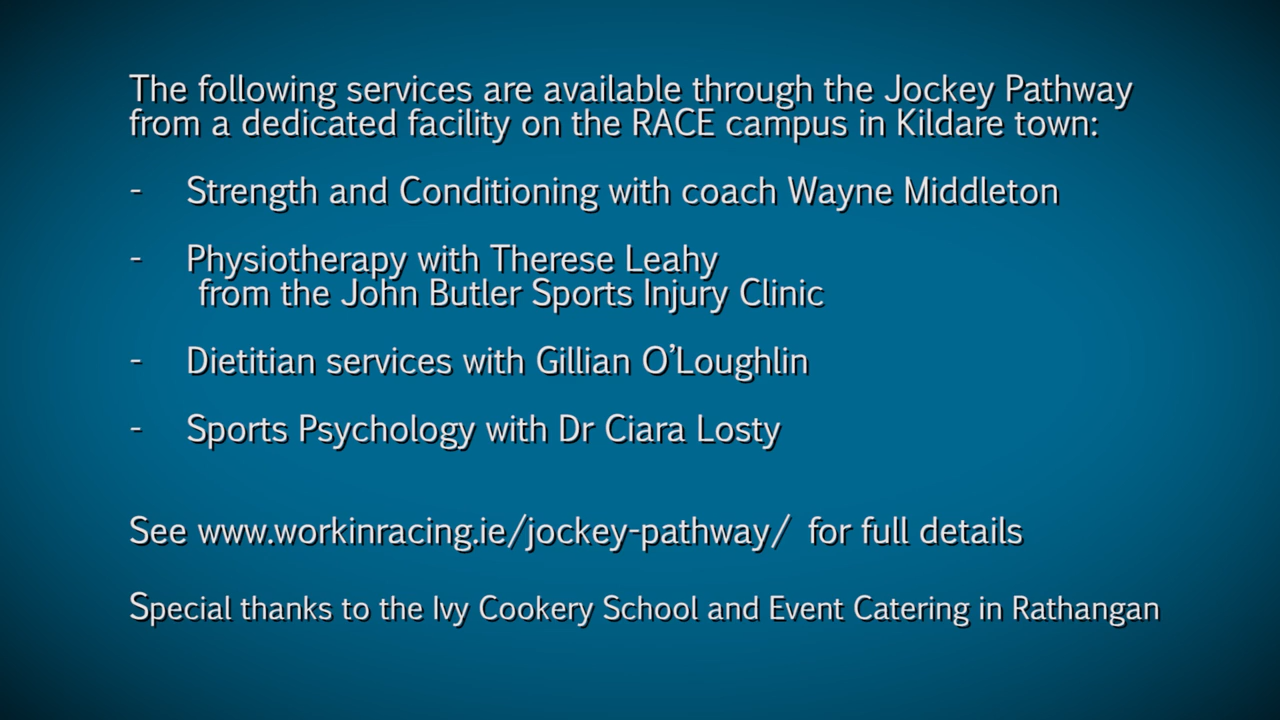 The following services are available through the Jockey Pathway
from a dedicated facility on the RACE campus in Kildare town:
- Strength and Conditioning with coach Wayne Middleton
- Physiotherapy with Therese Leahy
from the John Butler Sports Injury Clinic
- Dietitian services with Gillian O’Loughlin
- Sports Psychology with Dr Ciara Losty
See www.workinracing.ie/jockey-pathway/ for full details
Special thanks to the Ivy Cookery School and Event Catering in Rathangan